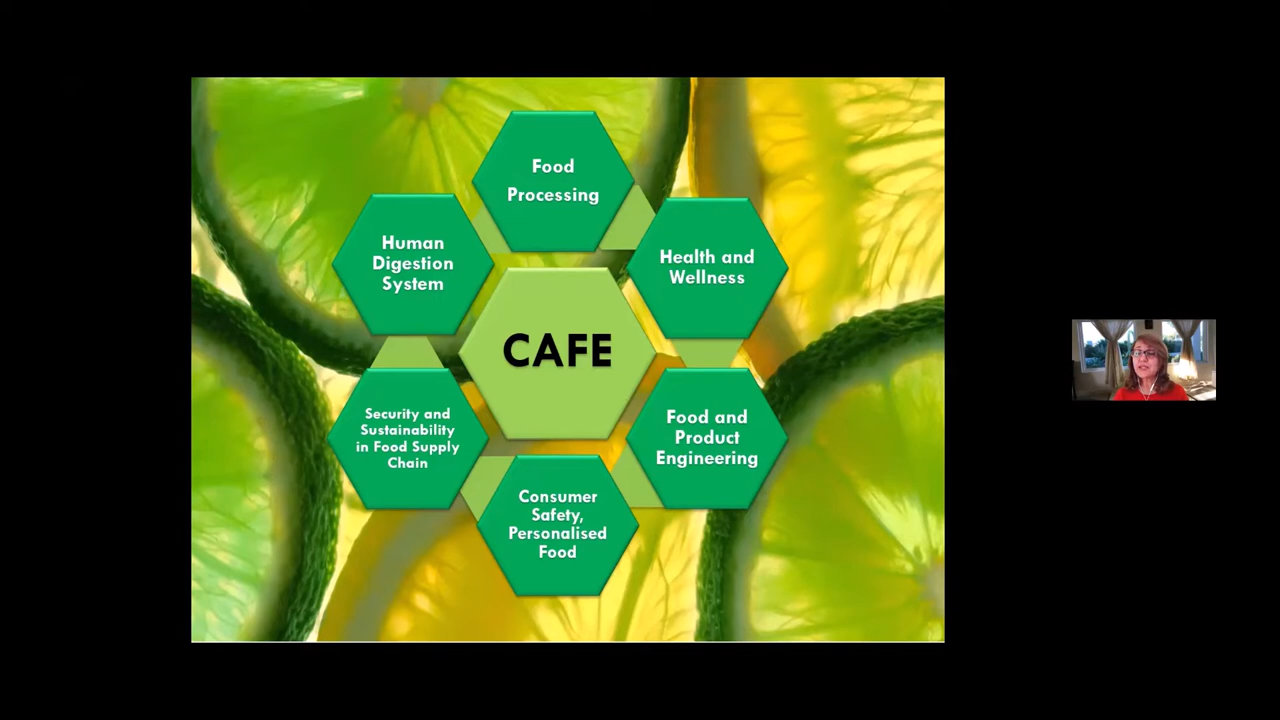 Food
Processing
Human
Digestion
System
Health and
Wellness
CAFE
Security and
Sustainability
in Food Supply
Chain
Food and
Product
Engineering
Consumer
Safety,
Personalised
Food